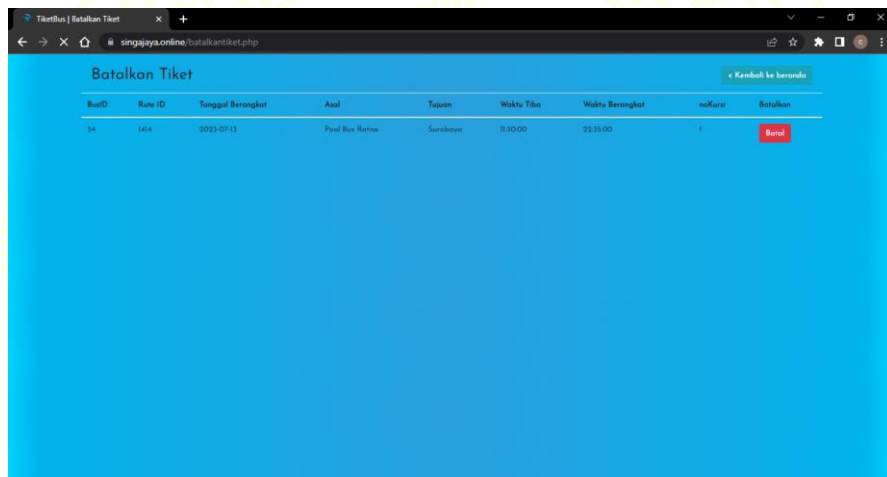 TiketBus | Batalkan Tiket
singajaya.online/batalkantiket.php
Batalkan Tiket
< Kembali ke beranda
BusID Rute ID Tanggal Berangkat Asal Tujuan Waktu Tiba Waktu Berangkat noKursi Batalkan
54 1414 2023-07-13 Pool Bus Ratna Surabaya 11:30:00 22:35:00 1 Batal